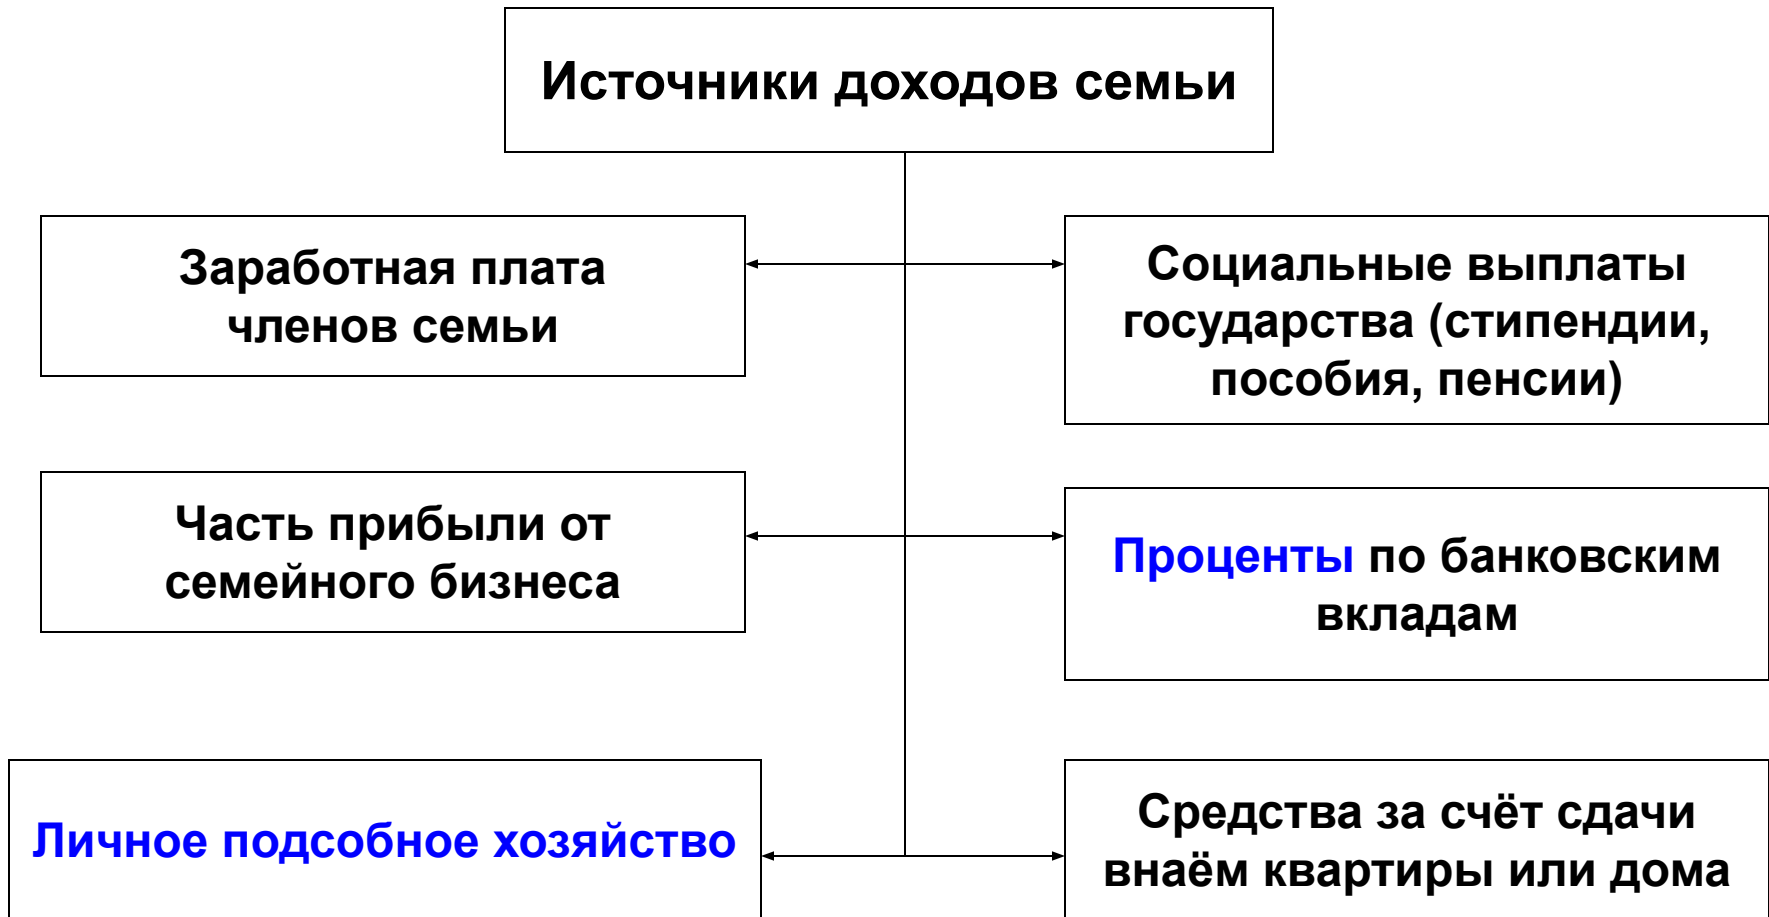 Источники доходов семьи
Заработная плата
членов семьи
Социальные выплаты
государства (стипендии,
пособия, пенсии)
Часть прибыли от
семейного бизнеса
Проценты по банковским
вкладам
Личное подсобное хозяйство
Средства за счёт сдачи
внаём квартиры или дома